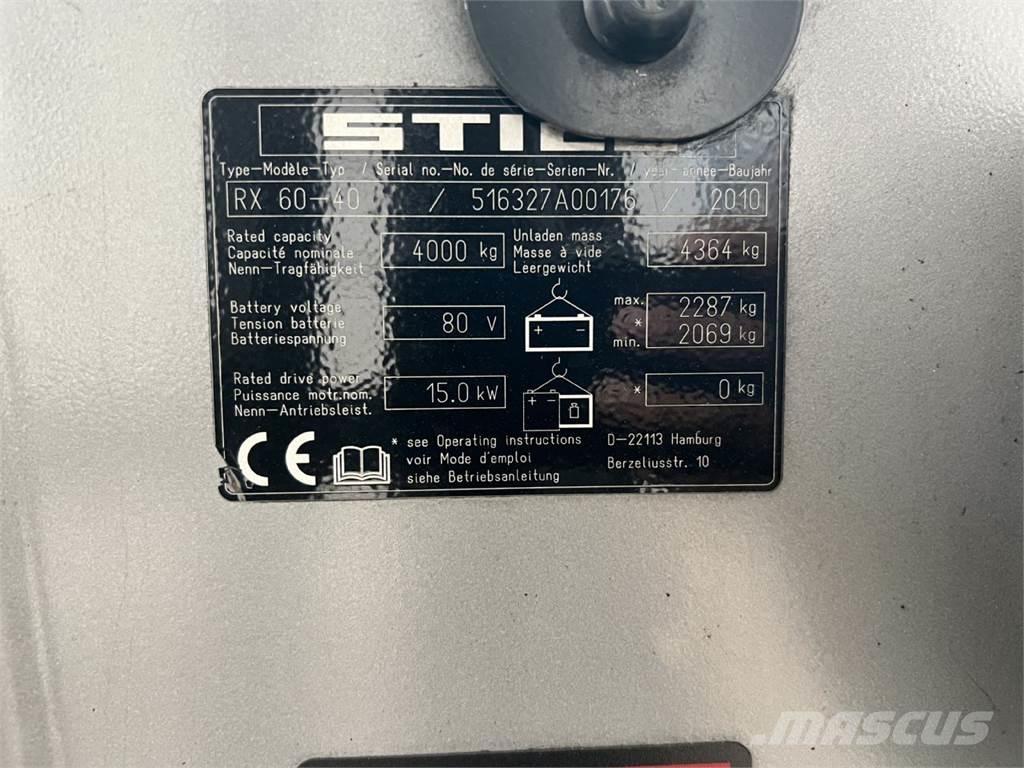 STILL
Type-Modèle-Typ / Serial no.-No. de série-Serien-Nr. / year-année-Baujahr
RX 60-40 / 516327A00176 / 2010
Rated capacity
Capacité nominale
Nenn-Tragfähigkeit
4000 kg
Unladen mass
Masse à vide
Leergewicht
4364 kg
Battery voltage
Tension batterie
Batteriespannung
80 V
+ -
max. 2287 kg
*
min. 2069 kg
Rated drive power
Puissance motr.nom.
Nenn-Antriebsleist.
15.0 kW
+ -
* 0 kg
CE
* see Operating instructions
voir Mode d'emploi
siehe Betriebsanleitung
D-22113 Hamburg
Berzeliusstr. 10
MASCUS